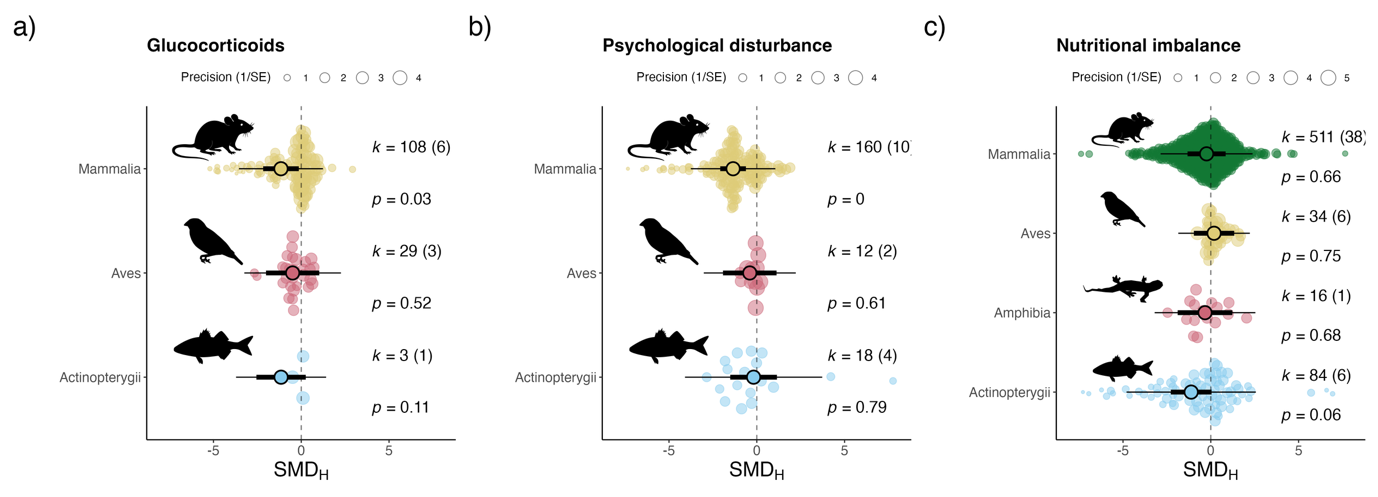 a)
Glucocorticoids
Precision (1/SE) 1 2 3 4
k = 108 (6)
Mammalia
p = 0.03
k = 29 (3)
Aves
p = 0.52
k = 3 (1)
Actinopterygii
p = 0.11
-5 0 5
SMD_H
b)
Psychological disturbance
Precision (1/SE) 1 2 3 4
k = 160 (10)
Mammalia
p = 0
k = 12 (2)
Aves
p = 0.61
k = 18 (4)
Actinopterygii
p = 0.79
-5 0 5
SMD_H
c)
Nutritional imbalance
Precision (1/SE) 1 2 3 4 5
k = 511 (38)
Mammalia
p = 0.66
k = 34 (6)
Aves
p = 0.75
k = 16 (1)
Amphibia
p = 0.68
k = 84 (6)
Actinopterygii
p = 0.06
-5 0 5
SMD_H